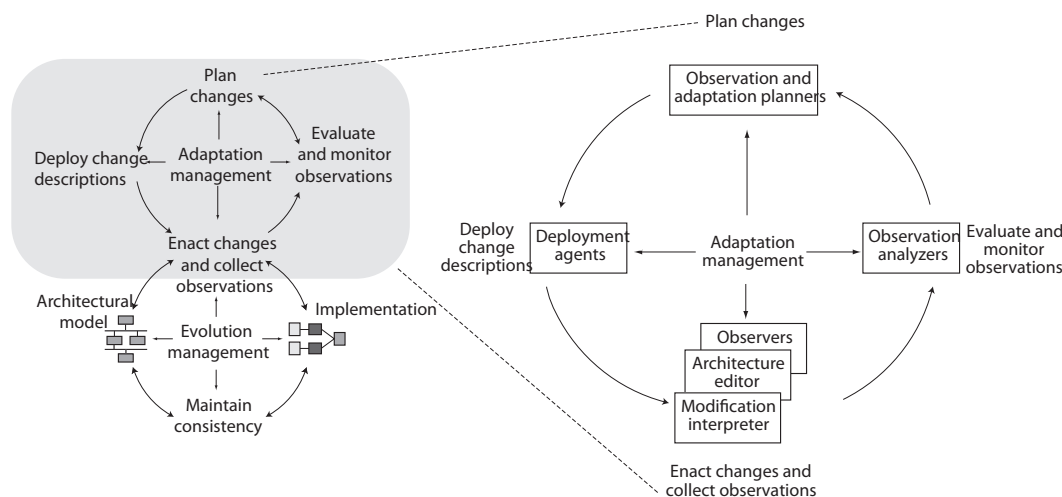 Plan changes
Plan
changes
Evaluate
and monitor
observations
Deploy change
descriptions
Adaptation
management
Enact changes
and collect
observations
Architectural
model
Implementation
Evolution
management
Maintain
consistency
Observation and
adaptation planners
Deploy
change
descriptions
Deployment
agents
Adaptation
management
Observation
analyzers
Evaluate and
monitor
observations
Observers
Architecture
editor
Modification
interpreter
Enact changes and
collect observations